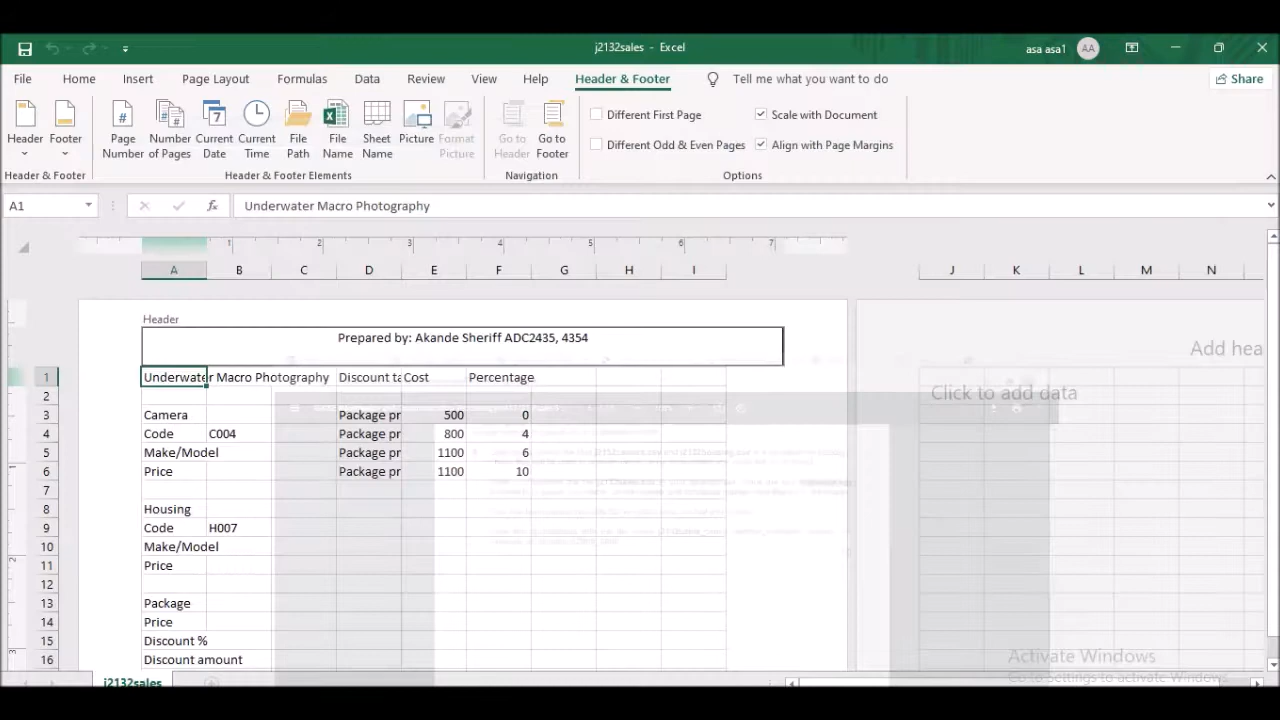 j2132sales - Excel
asa asa1 AA
File Home Insert Page Layout Formulas Data Review View Help Header & Footer Tell me what you want to do Share
Header Footer Page Number Number of Pages Current Date Current Time File Path File Name Sheet Name Picture Format Picture Go to Header Go to Footer
Different First Page Scale with Document
Different Odd & Even Pages Align with Page Margins
Header & Footer Header & Footer Elements Navigation Options
A1 fx Underwater Macro Photography
1 2 3 4 5 6 7
A B C D E F G H I J K L M N
Header
Prepared by: Akande Sheriff ADC2435, 4354
Add hea
1 Underwater Macro Photography Discount ta Cost Percentage
Click to add data
2
3 Camera Package pr 500 0
4 Code C004 Package pr 800 4
5 Make/Model Package pr 1100 6
6 Price Package pr 1100 10
7
8 Housing
9 Code H007
10 Make/Model
11 Price
12
13 Package
14 Price
15 Discount %
16 Discount amount
Activate Windows
Go to Settings to activate Windows.
j2132sales